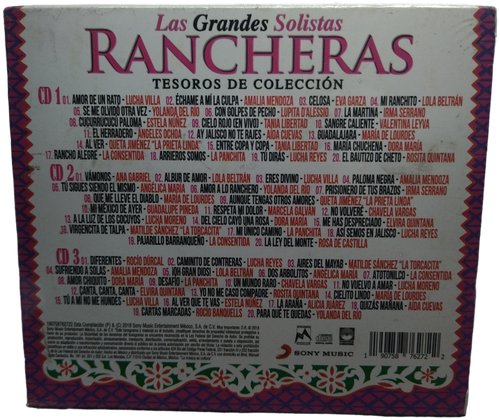 Las Grandes Solistas
RANCHERAS
TESOROS DE COLECCIÓN
CD 1 01. AMOR DE UN RATO - LUCHA VILLA 02. ÉCHAME A MÍ LA CULPA - AMALIA MENDOZA 03. CELOSA - EVA GARZA 04. MI RANCHITO - LOLA BELTRÁN
05. SE ME OLVIDÓ OTRA VEZ - YOLANDA DEL RÍO 06. CON GOLPES DE PECHO - LUPITA D'ALESSIO 07. LA MARTINA - IRMA SERRANO
08. CUCURRUCUCÚ PALOMA - ESTELA NÚÑEZ 09. CIELO ROJO (EN VIVO) - TANIA LIBERTAD 10. SANGRE CALIENTE - VALENTINA LEYVA
11. EL HERRADERO - ÁNGELES OCHOA 12. AY JALISCO NO TE RAJES - AIDA CUEVAS 13. GUADALAJARA - MARÍA DE LOURDES
14. AL VER - QUETA JIMÉNEZ "LA PRIETA LINDA" 15. ENTRE COPA Y COPA - TANIA LIBERTAD 16. MARÍA CHUCHENA - DORA MARÍA
17. RANCHO ALEGRE - LA CONSENTIDA 18. ARRIEROS SOMOS - LA PANCHITA 19. TÚ DIRÁS - LUCHA REYES 20. EL BAUTIZO DE CHETO - ROSITA QUINTANA
CD 2 01. VÁMONOS - ANA GABRIEL 02. ALBUR DE AMOR - LOLA BELTRÁN 03. ERES DIVINO - LUCHA VILLA 04. PALOMA NEGRA - AMALIA MENDOZA
05. TÚ SIGUES SIENDO EL MISMO - ANGÉLICA MARÍA 06. AMOR A LO RANCHERO - YOLANDA DEL RÍO 07. PRISIONERO DE TUS BRAZOS - IRMA SERRANO
08. QUE ME LLEVE EL DIABLO - MARÍA DE LOURDES 09. AUNQUE TENGAS OTROS AMORES - QUETA JIMÉNEZ "LA PRIETA LINDA"
10. MI MÉXICO DE AYER - GUADALUPE PINEDA 11. RESPETA MI DOLOR - MARCELA GALVÁN 12. NO VOLVERÉ - CHAVELA VARGAS
13. A LA LUZ DE LOS COCUYOS - LUCHA MORENO 14. DEL CIELO CAYÓ UNA ROSA - DORA MARÍA 15. ME HAS DESPRECIADO - ELVIRA QUINTANA
16. VIRGENCITA DE TALPA - MATILDE SÁNCHEZ "LA TORCACITA" 17. MI ÚNICO CAMINO - LA PANCHITA 18. ASÍ SEMOS EN JALISCO - LUCHA REYES
19. PAJARILLO BARRANQUEÑO - LA CONSENTIDA 20. LA LEY DEL MONTE - ROSA DE CASTILLA
CD 3 01. DIFERENTES - ROCÍO DÚRCAL 02. CAMINITO DE CONTRERAS - LUCHA REYES 03. AIRES DEL MAYAB - MATILDE SÁNCHEZ "LA TORCACITA"
04. SUFRIENDO A SOLAS - AMALIA MENDOZA 05. ¡OH GRAN DIOS! - LOLA BELTRÁN 06. DOS ARBOLITOS - ANGÉLICA MARÍA 07. ATOTONILCO - LA CONSENTIDA
08. AMOR CHIQUITO - DORA MARÍA 09. DESAFÍO - LA PANCHITA 10. UN MUNDO RARO - CHAVELA VARGAS 11. NO VUELVO A AMAR - LUCHA MORENO
12. CANTA, CANTA, CANTA - ELVIRA QUINTANA 13. YO NO ME CASO COMPADRE - ROSITA QUINTANA 14. CIELITO LINDO - MARÍA DE LOURDES
15. TÚ A MÍ NO ME HUNDES - LUCHA VILLA 16. AL VER QUE TE VAS - ESTELA NÚÑEZ 17. LA ARAÑA - ALICIA JUÁREZ 18. QUIZÁS MAÑANA - AIDA CUEVAS
19. CARTAS MARCADAS - ROCÍO BANQUELLS 20. PARA QUÉ TE QUEDAS - YOLANDA DEL RÍO
SONY MUSIC
1 90758 76272 2